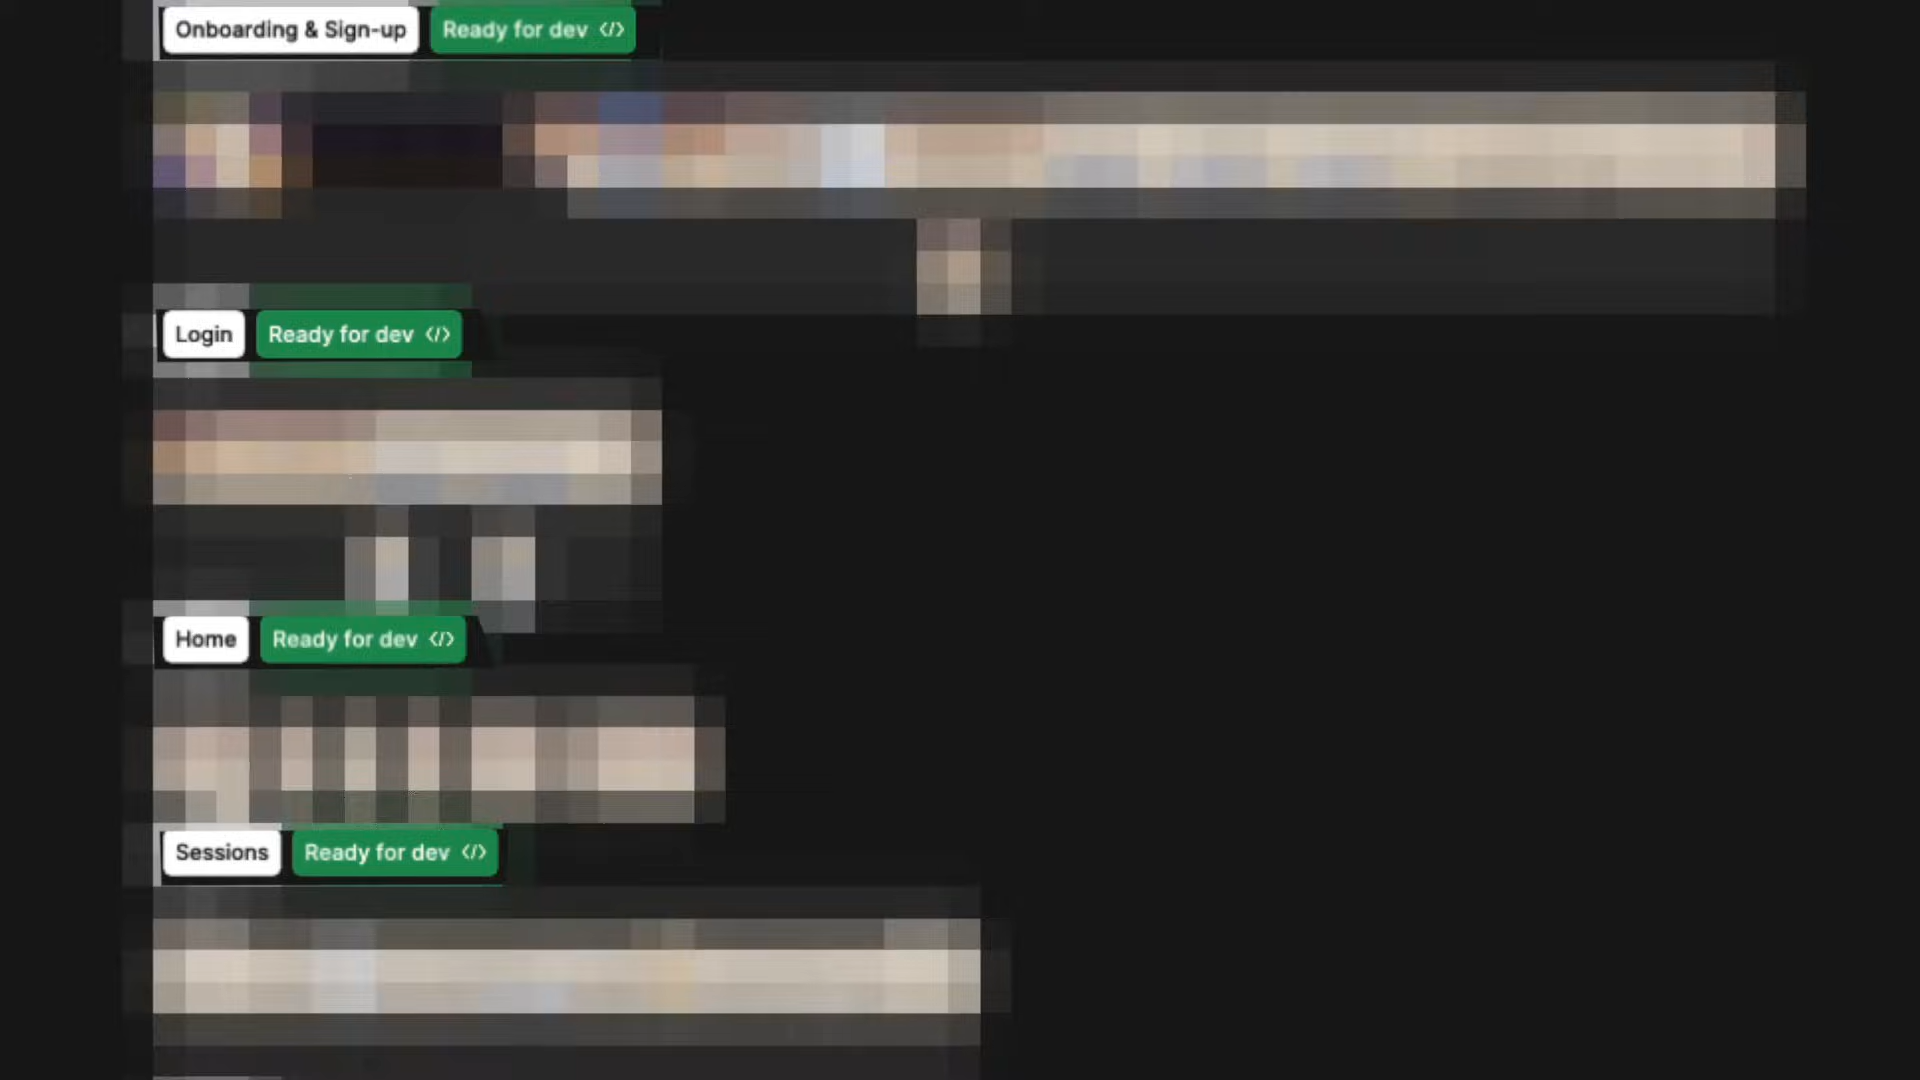 Onboarding & Sign-up Ready for dev </>
Login Ready for dev </>
Home Ready for dev </>
Sessions Ready for dev </>